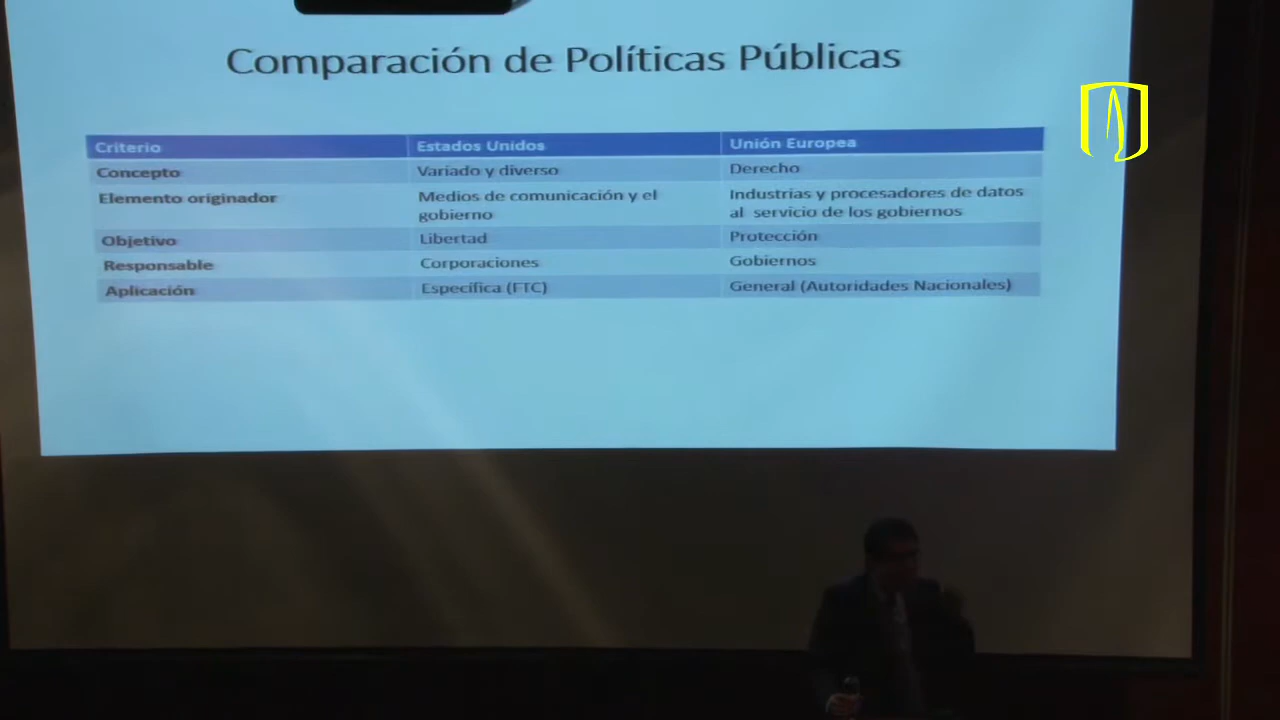 Comparación de Políticas Públicas
Criterio Estados Unidos Unión Europea
Concepto Variado y diverso Derecho
Elemento originador Medios de comunicación y el Industrias y procesadores de datos
gobierno al servicio de los gobiernos
Objetivo Libertad Protección
Responsable Corporaciones Gobiernos
Aplicación Específica (FTC) General (Autoridades Nacionales)